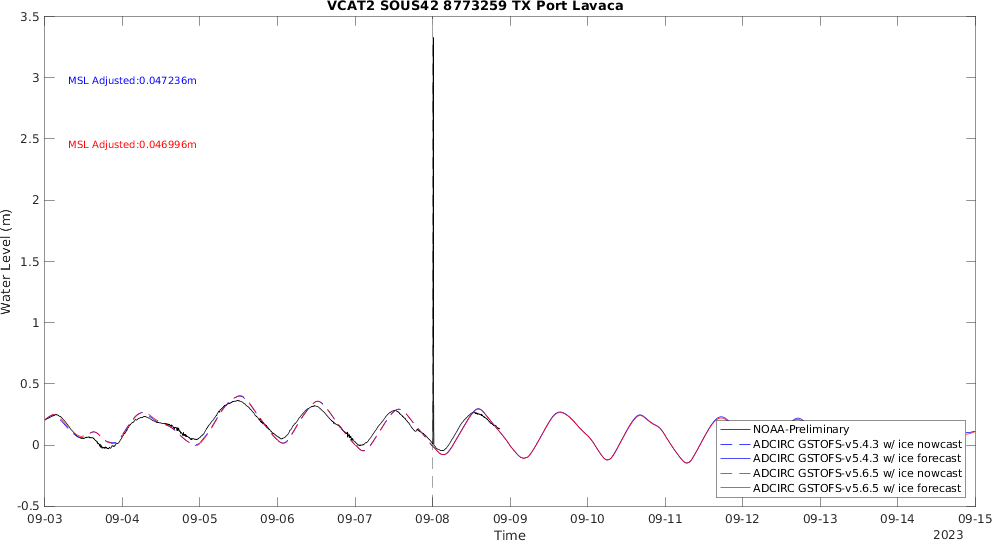 VCAT2 SOUS42 8773259 TX Port Lavaca
3.5
3
2.5
2
1.5
1
0.5
0
-0.5
Water Level (m)
MSL Adjusted:0.047236m
MSL Adjusted:0.046996m
NOAA-Preliminary
ADCIRC GSTOFS-v5.4.3 w/ ice nowcast
ADCIRC GSTOFS-v5.4.3 w/ ice forecast
ADCIRC GSTOFS-v5.6.5 w/ ice nowcast
ADCIRC GSTOFS-v5.6.5 w/ ice forecast
09-03 09-04 09-05 09-06 09-07 09-08 09-09 09-10 09-11 09-12 09-13 09-14 09-15
Time
2023